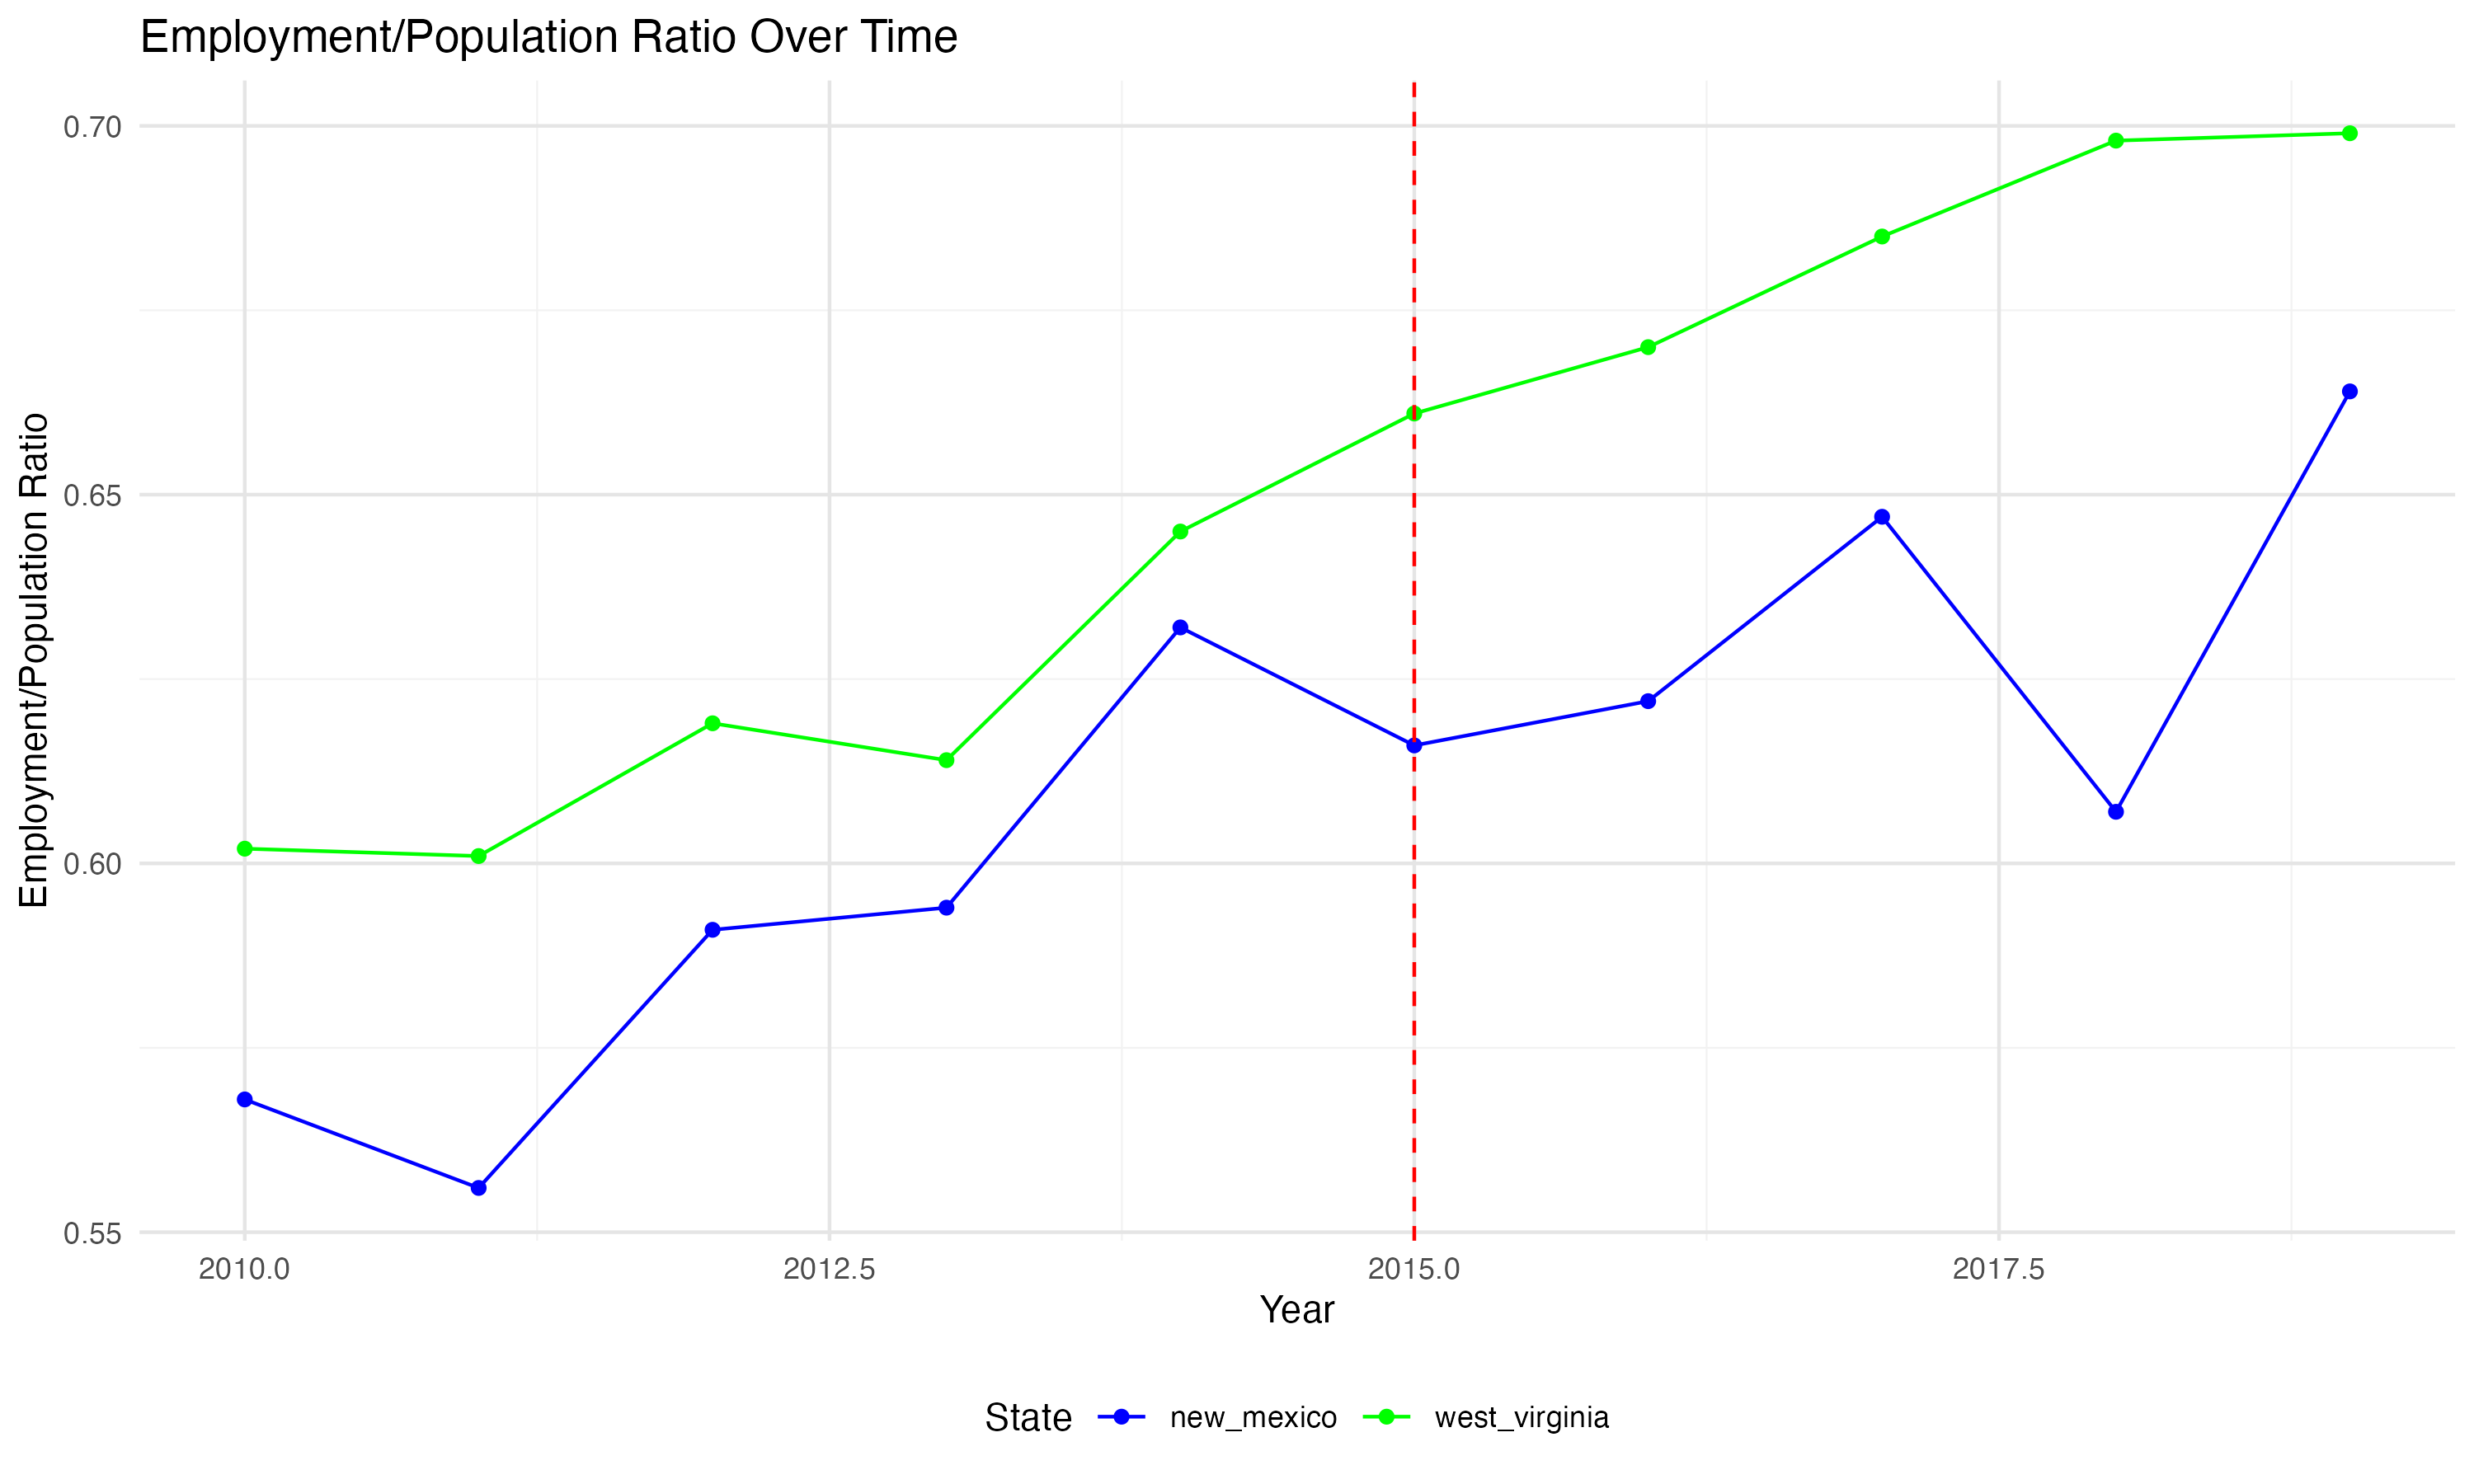 Employment/Population Ratio Over Time
Employment/Population Ratio
0.70
0.65
0.60
0.55
2010.0 2012.5 2015.0 2017.5
Year
State new_mexico west_virginia